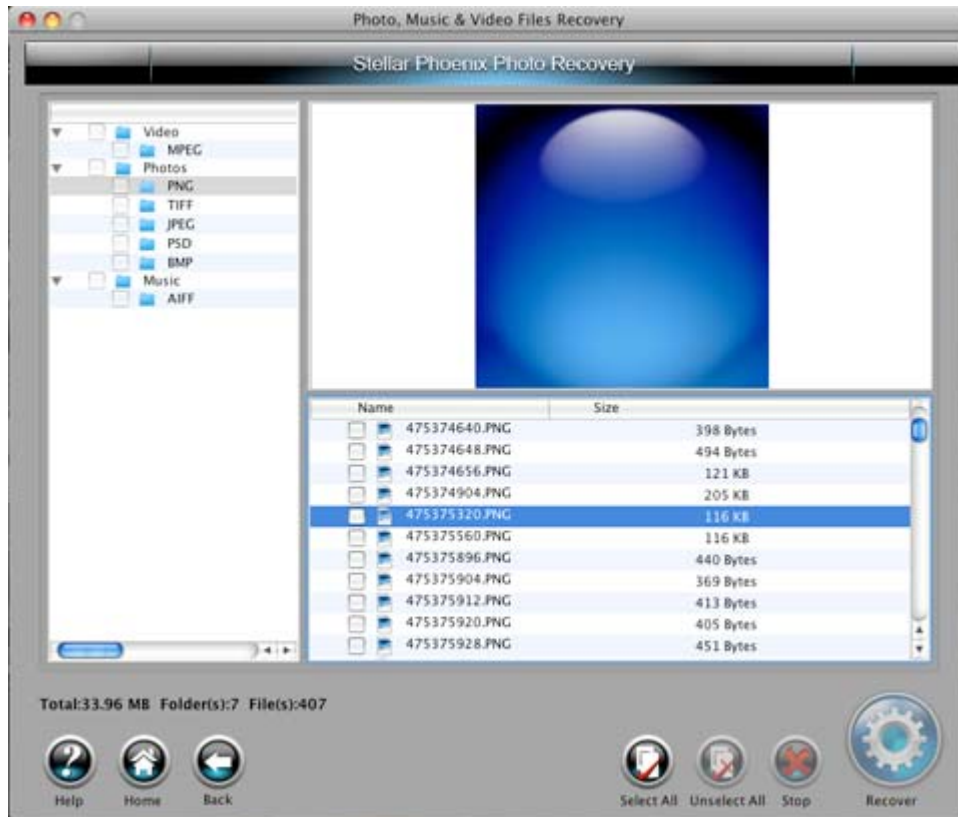 Photo, Music & Video Files Recovery
Stellar Phoenix Photo Recovery
Video
MPEG
Photos
PNG
TIFF
JPEG
PSD
BMP
Music
AIFF
Name Size
475374640.PNG 398 Bytes
475374648.PNG 494 Bytes
475374656.PNG 121 KB
475374904.PNG 205 KB
475375320.PNG 116 KB
475375560.PNG 116 KB
475375896.PNG 440 Bytes
475375904.PNG 369 Bytes
475375912.PNG 413 Bytes
475375920.PNG 405 Bytes
475375928.PNG 451 Bytes
Total:33.96 MB Folder(s):7 File(s):407
Help Home Back Select All Unselect All Stop Recover